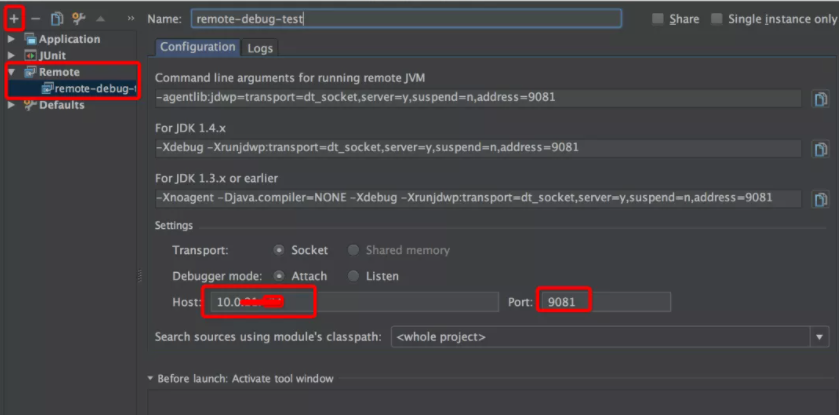 Name: remote-debug-test Share Single instance only
Application
JUnit
Remote
remote-debug-t
Defaults
Configuration Logs
Command line arguments for running remote JVM
-agentlib:jdwp=transport=dt_socket,server=y,suspend=n,address=9081
For JDK 1.4.x
-Xdebug -Xrunjdwp:transport=dt_socket,server=y,suspend=n,address=9081
For JDK 1.3.x or earlier
-Xnoagent -Djava.compiler=NONE -Xdebug -Xrunjdwp:transport=dt_socket,server=y,suspend=n,address=9081
Settings
Transport: Socket Shared memory
Debugger mode: Attach Listen
Host: 10.0. Port: 9081
Search sources using module's classpath: <whole project>
Before launch: Activate tool window